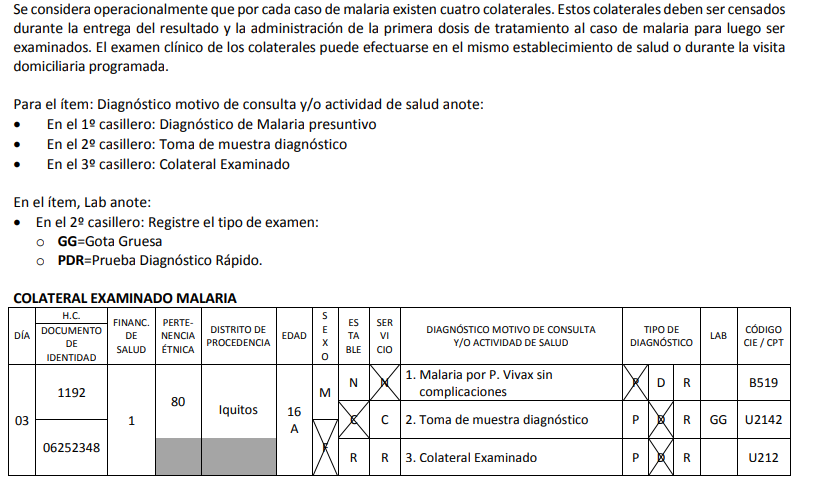 Se considera operacionalmente que por cada caso de malaria existen cuatro colaterales. Estos colaterales deben ser censados
durante la entrega del resultado y la administración de la primera dosis de tratamiento al caso de malaria para luego ser
examinados. El examen clínico de los colaterales puede efectuarse en el mismo establecimiento de salud o durante la visita
domiciliaria programada.
Para el ítem: Diagnóstico motivo de consulta y/o actividad de salud anote:
• En el 1º casillero: Diagnóstico de Malaria presuntivo
• En el 2º casillero: Toma de muestra diagnóstico
• En el 3º casillero: Colateral Examinado
En el ítem, Lab anote:
• En el 2º casillero: Registre el tipo de examen:
o GG=Gota Gruesa
o PDR=Prueba Diagnóstico Rápido.
COLATERAL EXAMINADO MALARIA
DÍA
H.C.
DOCUMENTO
DE
IDENTIDAD
FINANC.
DE
SALUD
PERTE-
NENCIA
ÉTNICA
DISTRITO DE
PROCEDENCIA
EDAD
S
E
X
O
ES
TA
BLE
SER
VI
CIO
DIAGNÓSTICO MOTIVO DE CONSULTA
Y/O ACTIVIDAD DE SALUD
TIPO DE
DIAGNÓSTICO
LAB
CÓDIGO
CIE / CPT
03
1192
06252348
1
80
Iquitos
16
A
M
F
N
N
1. Malaria por P. Vivax sin
complicaciones
P
D
R
B519
C
C
2. Toma de muestra diagnóstico
P
D
R
GG
U2142
R
R
3. Colateral Examinado
P
D
R
U212